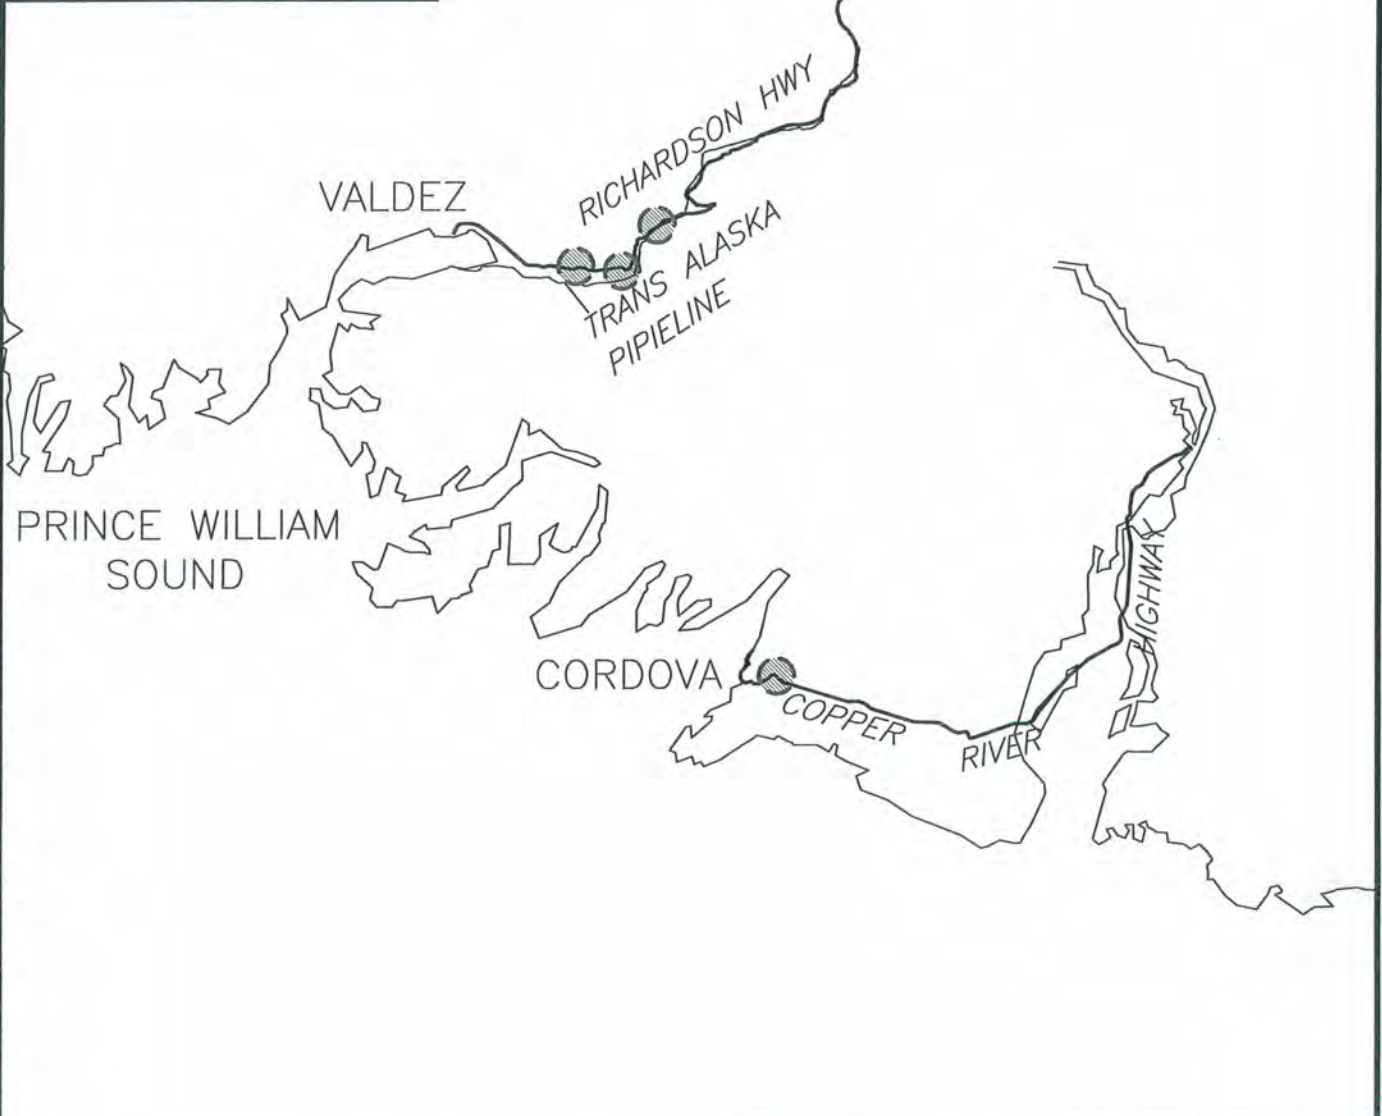 RICHARDSON HWY
VALDEZ
TRANS ALASKA
PIPIELINE
PRINCE WILLIAM
SOUND
HIGHWAY
CORDOVA
COPPER
RIVER